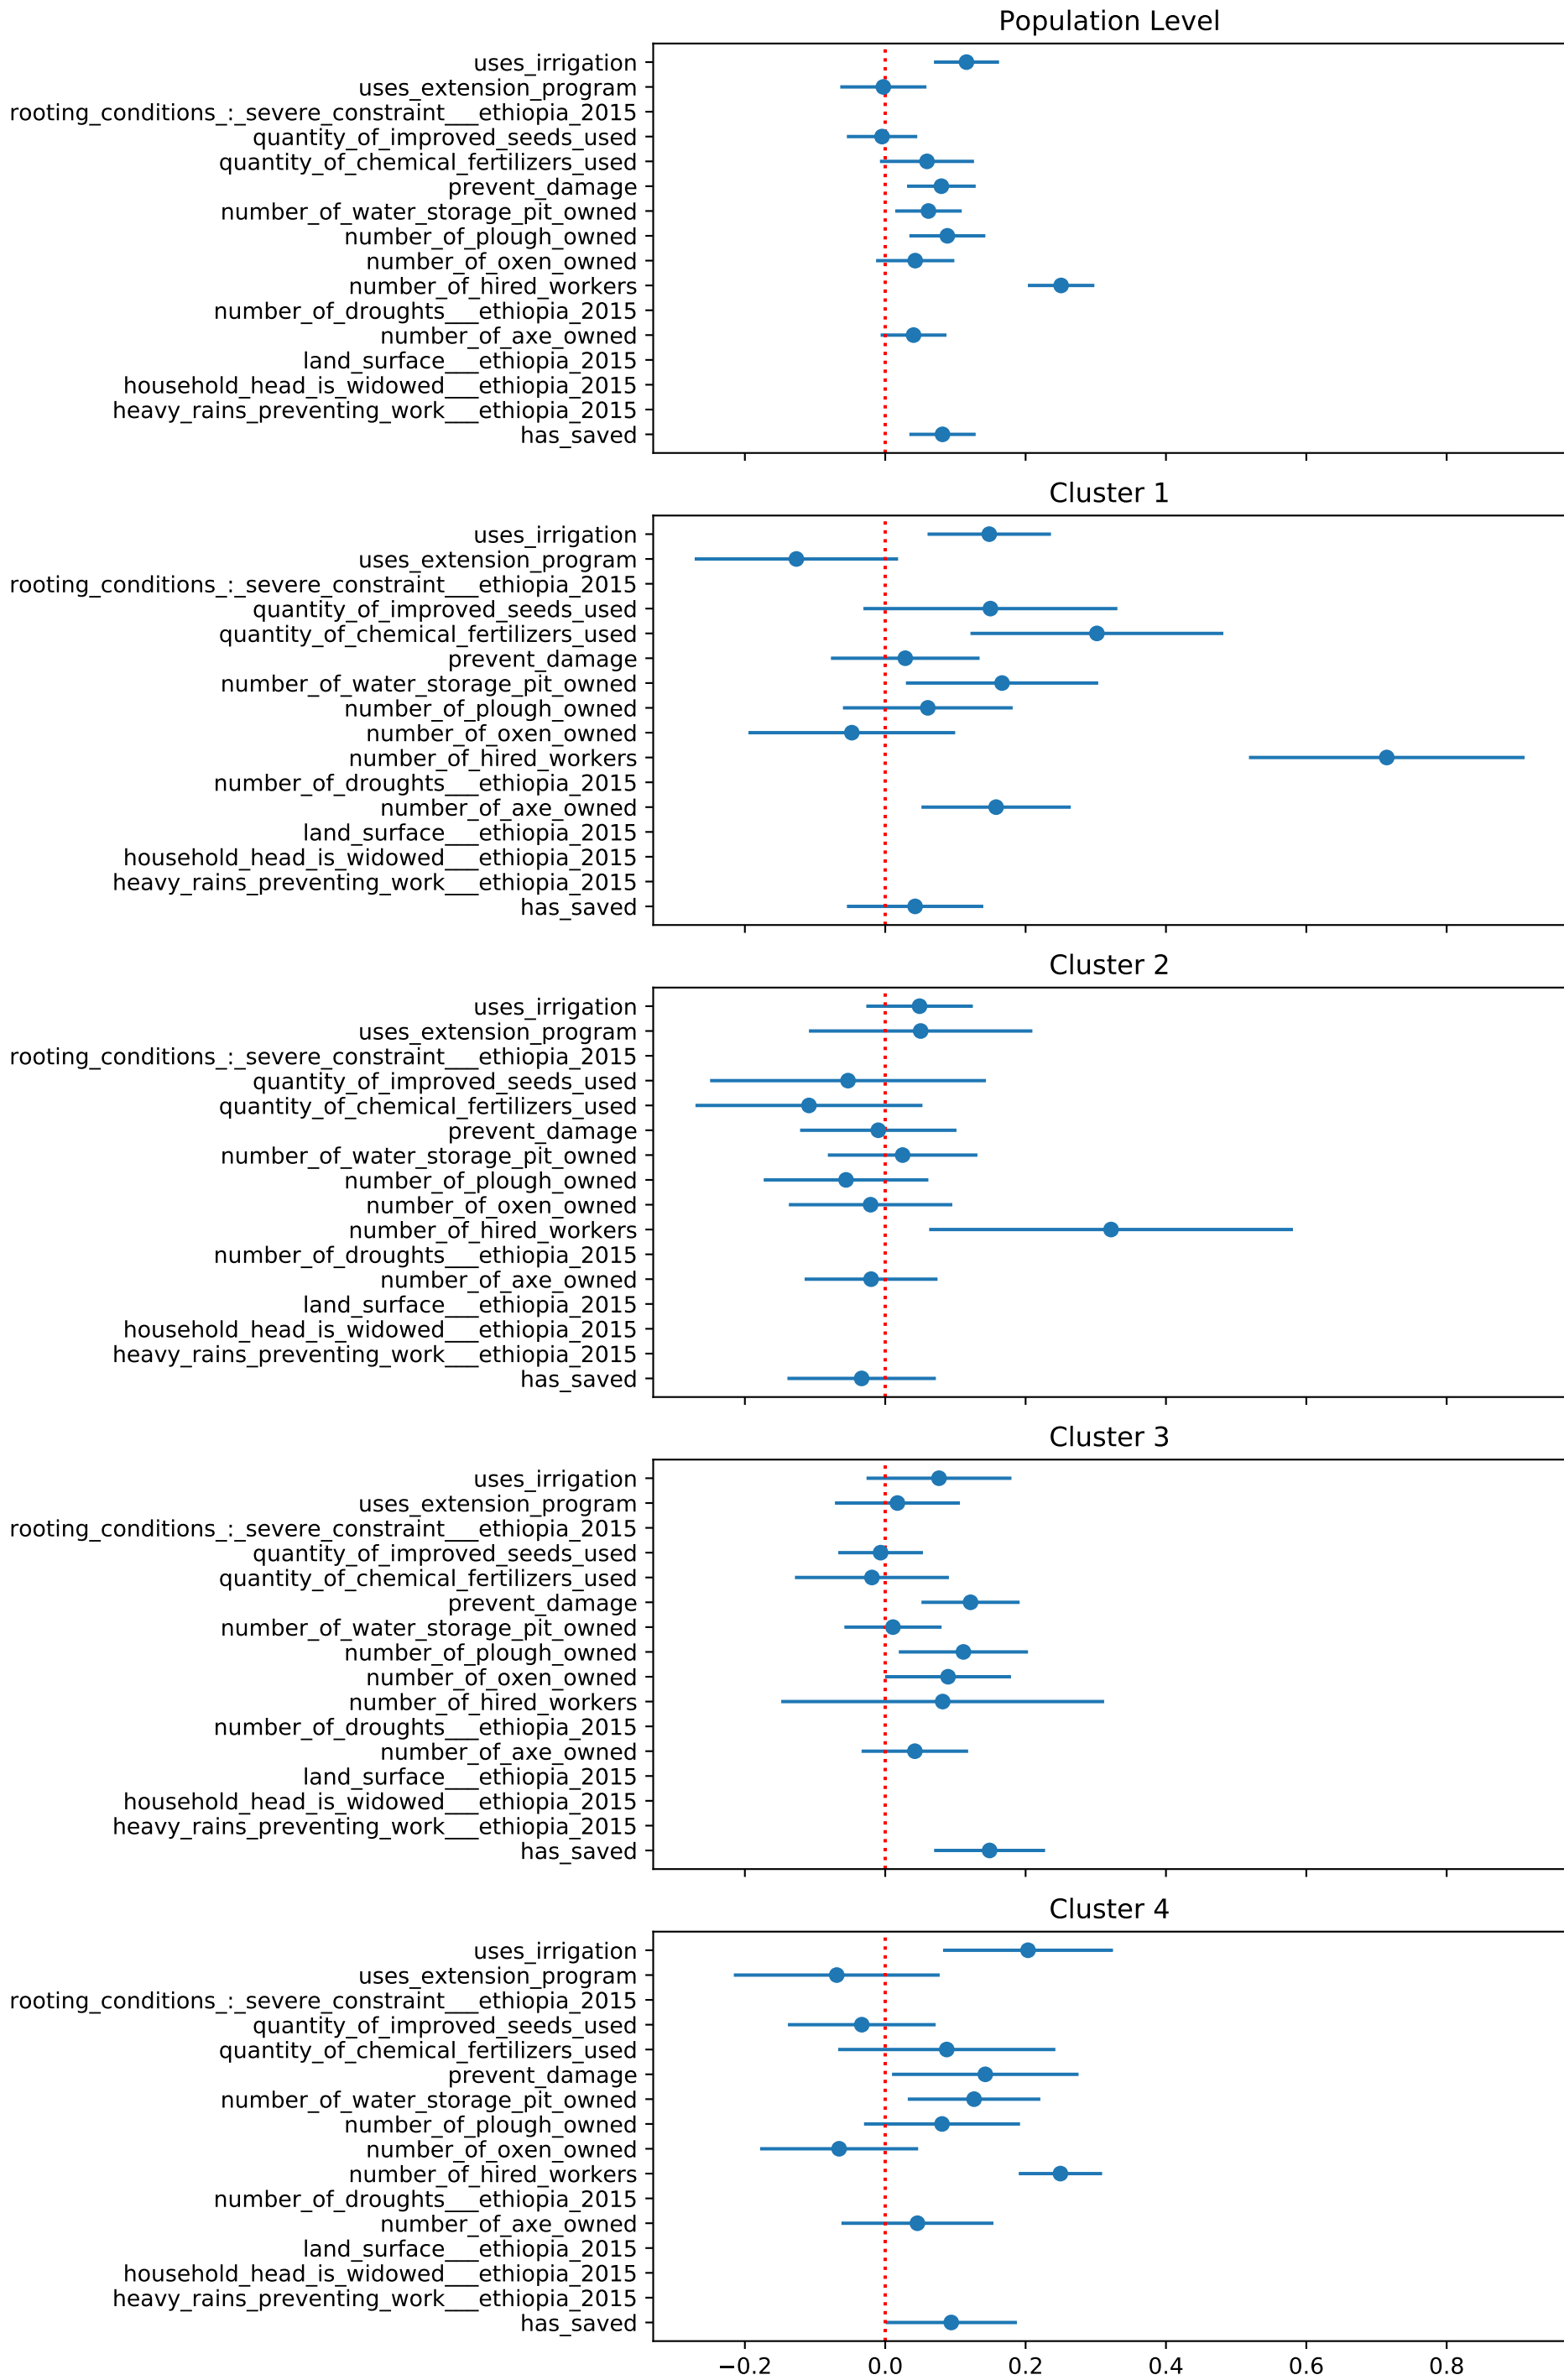 Population Level
uses_irrigation
uses_extension_program
rooting_conditions_:_severe_constraint___ethiopia_2015
quantity_of_improved_seeds_used
quantity_of_chemical_fertilizers_used
prevent_damage
number_of_water_storage_pit_owned
number_of_plough_owned
number_of_oxen_owned
number_of_hired_workers
number_of_droughts___ethiopia_2015
number_of_axe_owned
land_surface___ethiopia_2015
household_head_is_widowed___ethiopia_2015
heavy_rains_preventing_work___ethiopia_2015
has_saved
Cluster 1
uses_irrigation
uses_extension_program
rooting_conditions_:_severe_constraint___ethiopia_2015
quantity_of_improved_seeds_used
quantity_of_chemical_fertilizers_used
prevent_damage
number_of_water_storage_pit_owned
number_of_plough_owned
number_of_oxen_owned
number_of_hired_workers
number_of_droughts___ethiopia_2015
number_of_axe_owned
land_surface___ethiopia_2015
household_head_is_widowed___ethiopia_2015
heavy_rains_preventing_work___ethiopia_2015
has_saved
Cluster 2
uses_irrigation
uses_extension_program
rooting_conditions_:_severe_constraint___ethiopia_2015
quantity_of_improved_seeds_used
quantity_of_chemical_fertilizers_used
prevent_damage
number_of_water_storage_pit_owned
number_of_plough_owned
number_of_oxen_owned
number_of_hired_workers
number_of_droughts___ethiopia_2015
number_of_axe_owned
land_surface___ethiopia_2015
household_head_is_widowed___ethiopia_2015
heavy_rains_preventing_work___ethiopia_2015
has_saved
Cluster 3
uses_irrigation
uses_extension_program
rooting_conditions_:_severe_constraint___ethiopia_2015
quantity_of_improved_seeds_used
quantity_of_chemical_fertilizers_used
prevent_damage
number_of_water_storage_pit_owned
number_of_plough_owned
number_of_oxen_owned
number_of_hired_workers
number_of_droughts___ethiopia_2015
number_of_axe_owned
land_surface___ethiopia_2015
household_head_is_widowed___ethiopia_2015
heavy_rains_preventing_work___ethiopia_2015
has_saved
Cluster 4
uses_irrigation
uses_extension_program
rooting_conditions_:_severe_constraint___ethiopia_2015
quantity_of_improved_seeds_used
quantity_of_chemical_fertilizers_used
prevent_damage
number_of_water_storage_pit_owned
number_of_plough_owned
number_of_oxen_owned
number_of_hired_workers
number_of_droughts___ethiopia_2015
number_of_axe_owned
land_surface___ethiopia_2015
household_head_is_widowed___ethiopia_2015
heavy_rains_preventing_work___ethiopia_2015
has_saved
−0.2 0.0 0.2 0.4 0.6 0.8